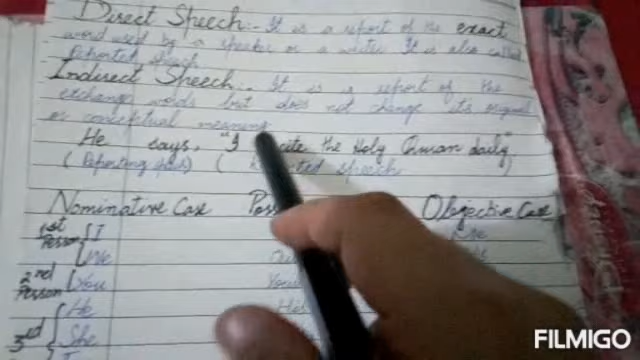 Direct Speech:- It is a report of the exact
word used by a speaker or a writer. It is also called
Reported speech
Indirect Speech:- It is a report of the
exchange words but does not change its original
or conceptual meaning.
He says, "I recite the Holy Quran daily"
(Reporting speech) ( Reported speech )
Nominative Case Objective Case
1st Person I Me
We Us
2nd Person You
He His
3rd She
FILMIGO